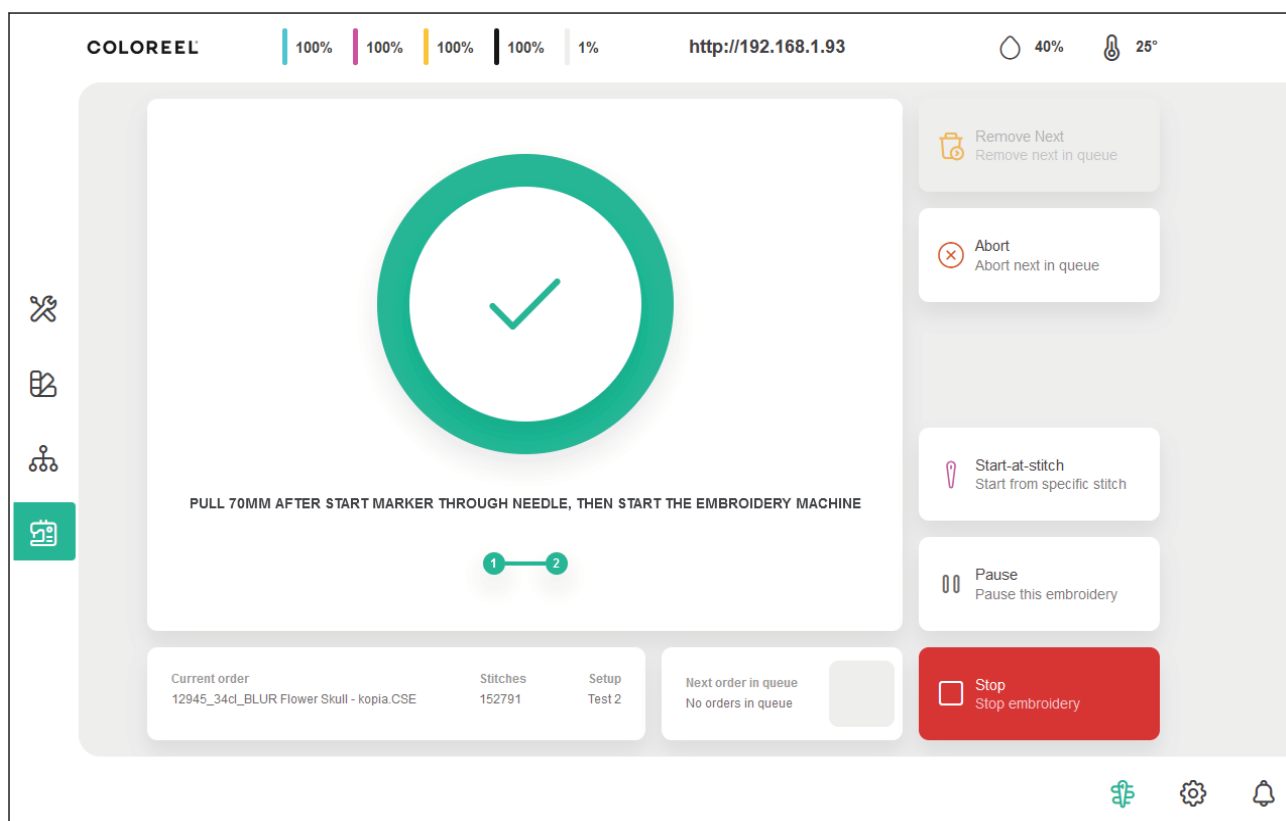 COLOREEL
100%
100%
100%
100%
1%
http://192.168.1.93
40%
25°
Remove Next
Remove next in queue
Abort
Abort next in queue
Start-at-stitch
Start from specific stitch
PULL 70MM AFTER START MARKER THROUGH NEEDLE, THEN START THE EMBROIDERY MACHINE
1
2
Pause
Pause this embroidery
Current order
12945_34cl_BLUR Flower Skull - kopia.CSE
Stitches
152791
Setup
Test 2
Next order in queue
No orders in queue
Stop
Stop embroidery